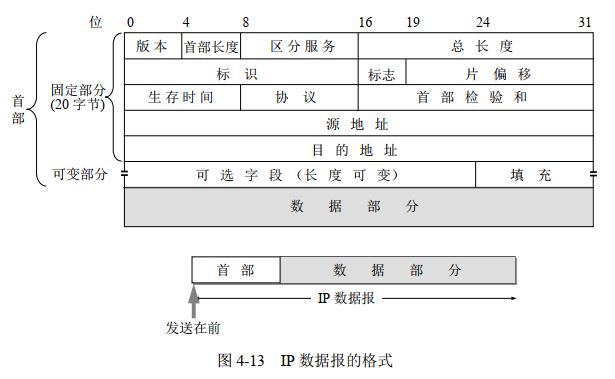 位 0 4 8 16 19 24 31
版本 首部长度 区分服务 总长度
标识 标志 片偏移
首部 固定部分
(20 字节)
生存时间 协议 首部检验和
源地址
目的地址
可变部分 可选字段（长度可变） 填充
数据部分
首部 数据部分
IP 数据报
发送在前
图 4-13 IP 数据报的格式